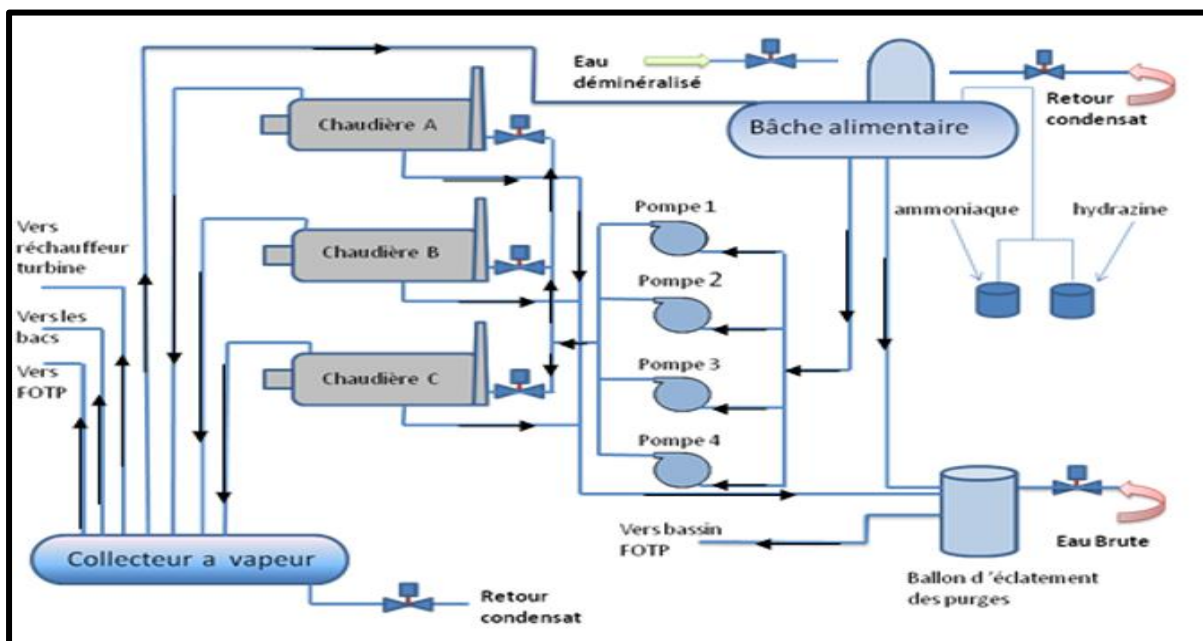 Eau
déminéralisé
Retour
condensat
Chaudière A
Bâche alimentaire
Pompe 1
ammoniaque
hydrazine
Vers
réchauffeur
turbine
Chaudière B
Pompe 2
Vers les
bacs
Vers
FOTP
Pompe 3
Chaudière C
Pompe 4
Vers bassin
FOTP
Eau Brute
Collecteur a vapeur
Ballon d 'éclatement
des purges
Retour
condensat